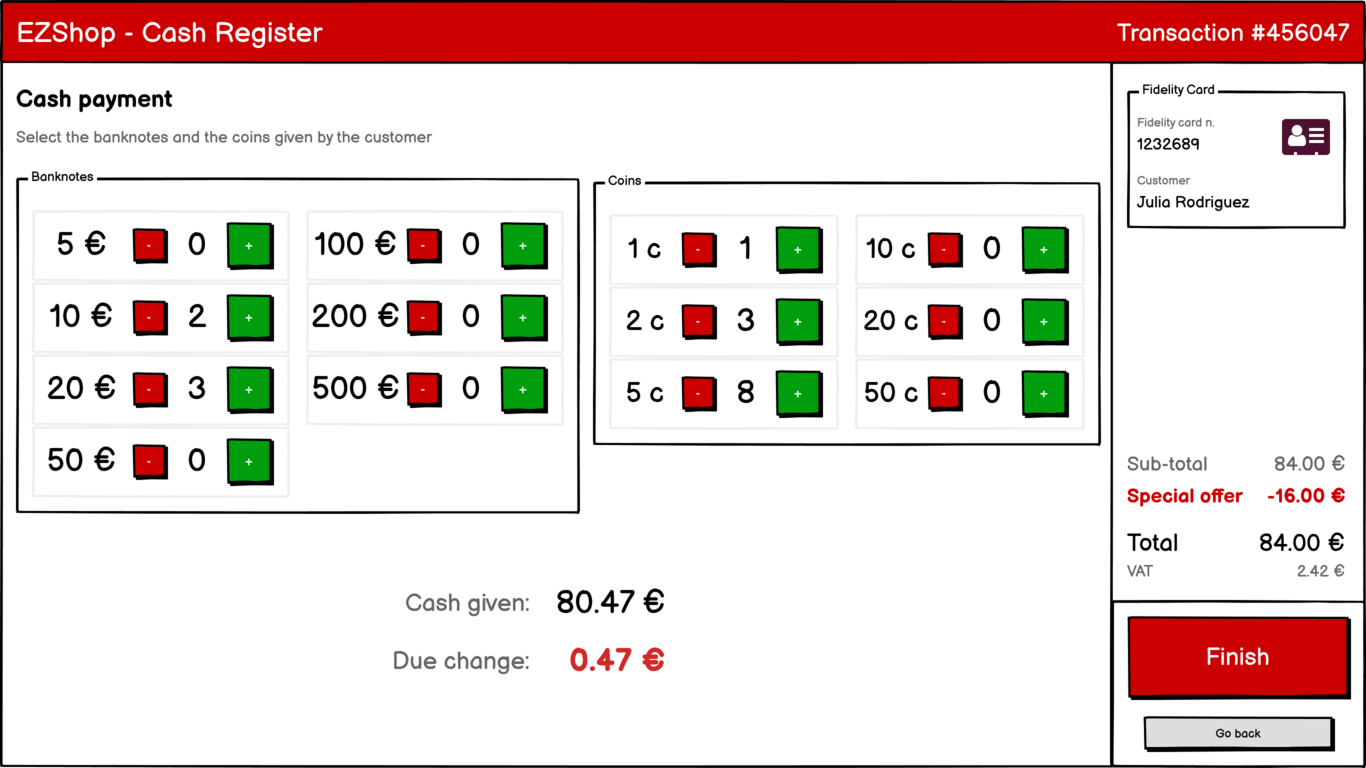 EZShop - Cash Register
Transaction #456047
Cash payment
Select the banknotes and the coins given by the customer
Banknotes
5 € - 0 +
100 € - 0 +
10 € - 2 +
200 € - 0 +
20 € - 3 +
500 € - 0 +
50 € - 0 +
Coins
1 c - 1 +
10 c - 0 +
2 c - 3 +
20 c - 0 +
5 c - 8 +
50 c - 0 +
Cash given: 80.47 €
Due change: 0.47 €
Fidelity Card
Fidelity card n.
1232689
Customer
Julia Rodriguez
Sub-total 84.00 €
Special offer -16.00 €
Total 84.00 €
VAT 2.42 €
Finish
Go back